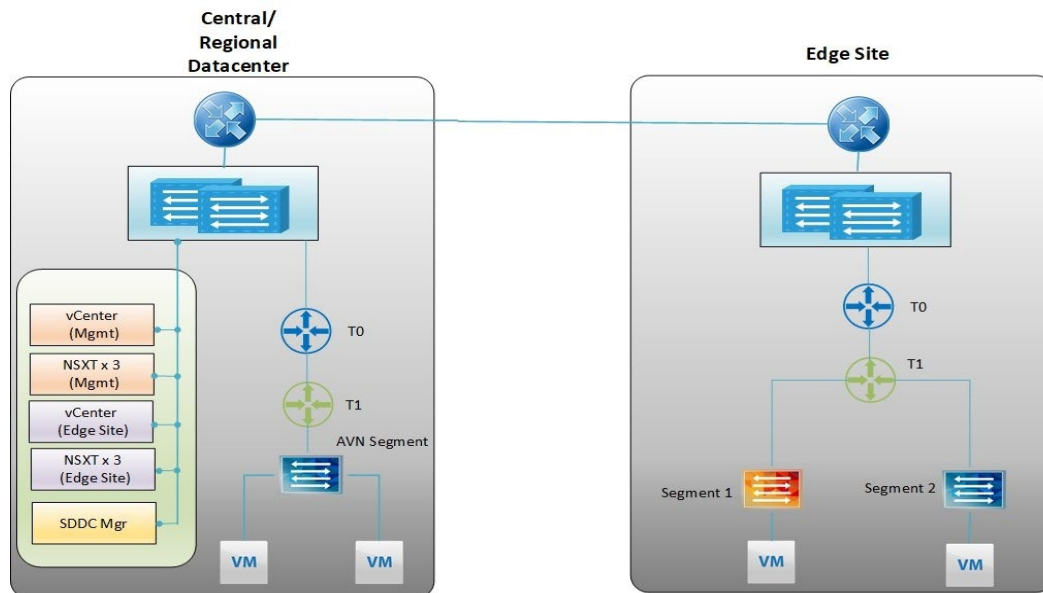 Central/
Regional
Datacenter
Edge Site
vCenter
(Mgmt)
NSXT x 3
(Mgmt)
vCenter
(Edge Site)
NSXT x 3
(Edge Site)
SDDC Mgr
T0
T1
AVN Segment
VM
VM
T0
T1
Segment 1
Segment 2
VM
VM